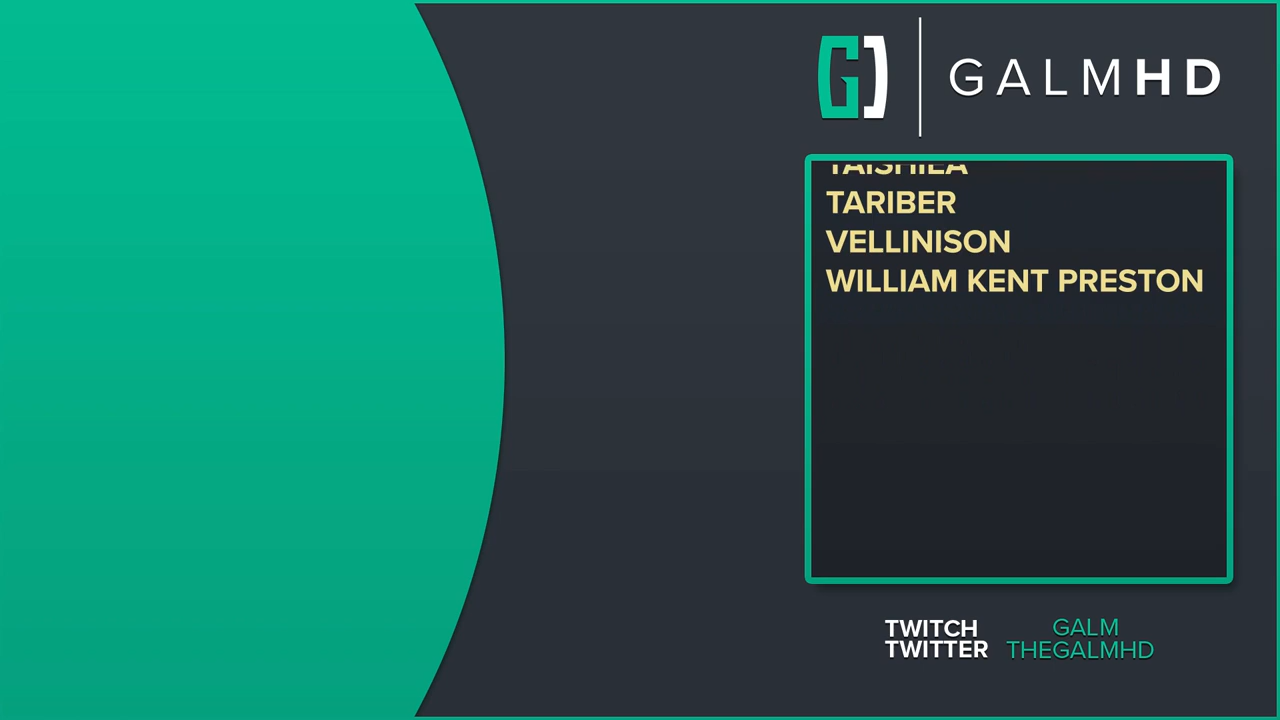 GALMHD
TARIBER
VELLINISON
WILLIAM KENT PRESTON
TWITCH GALM
TWITTER THEGALMHD